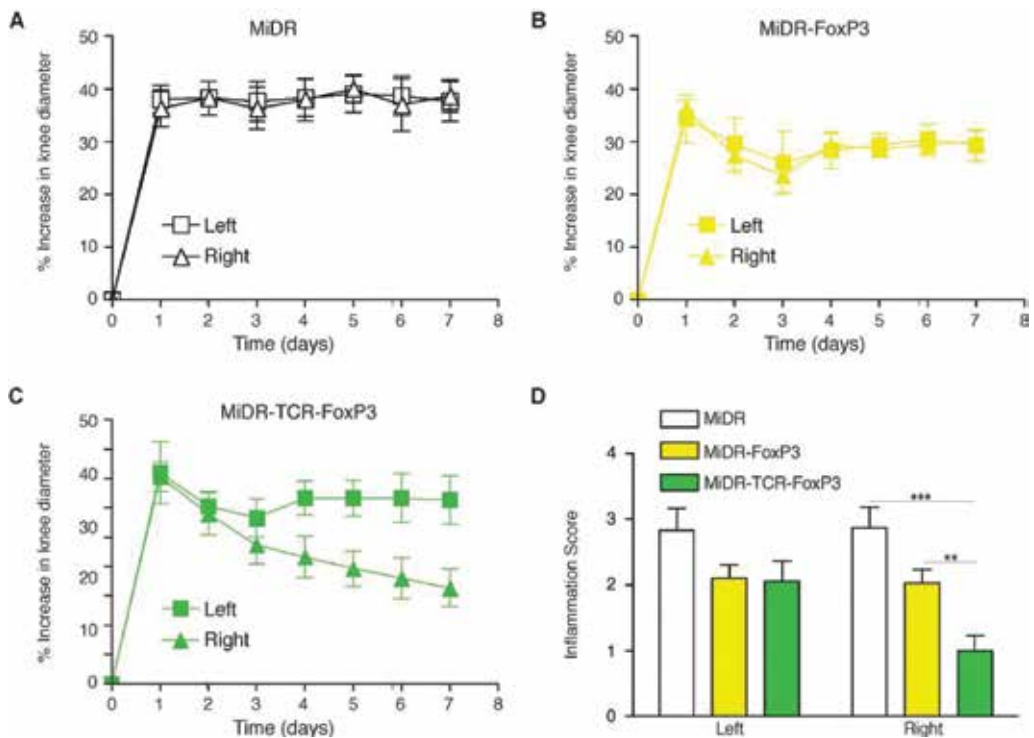 A
MiDR
% Increase in knee diameter
50
40
30
20
10
0
Left
Right
0 1 2 3 4 5 6 7 8
Time (days)
B
MiDR-FoxP3
% Increase in knee diameter
50
40
30
20
10
0
Left
Right
0 1 2 3 4 5 6 7 8
Time (days)
C
MiDR-TCR-FoxP3
% Increase in knee diameter
50
40
30
20
10
0
Left
Right
0 1 2 3 4 5 6 7 8
Time (days)
D
MiDR
MiDR-FoxP3
MiDR-TCR-FoxP3
Inflammation Score
4
3
2
1
0
***
**
Left Right